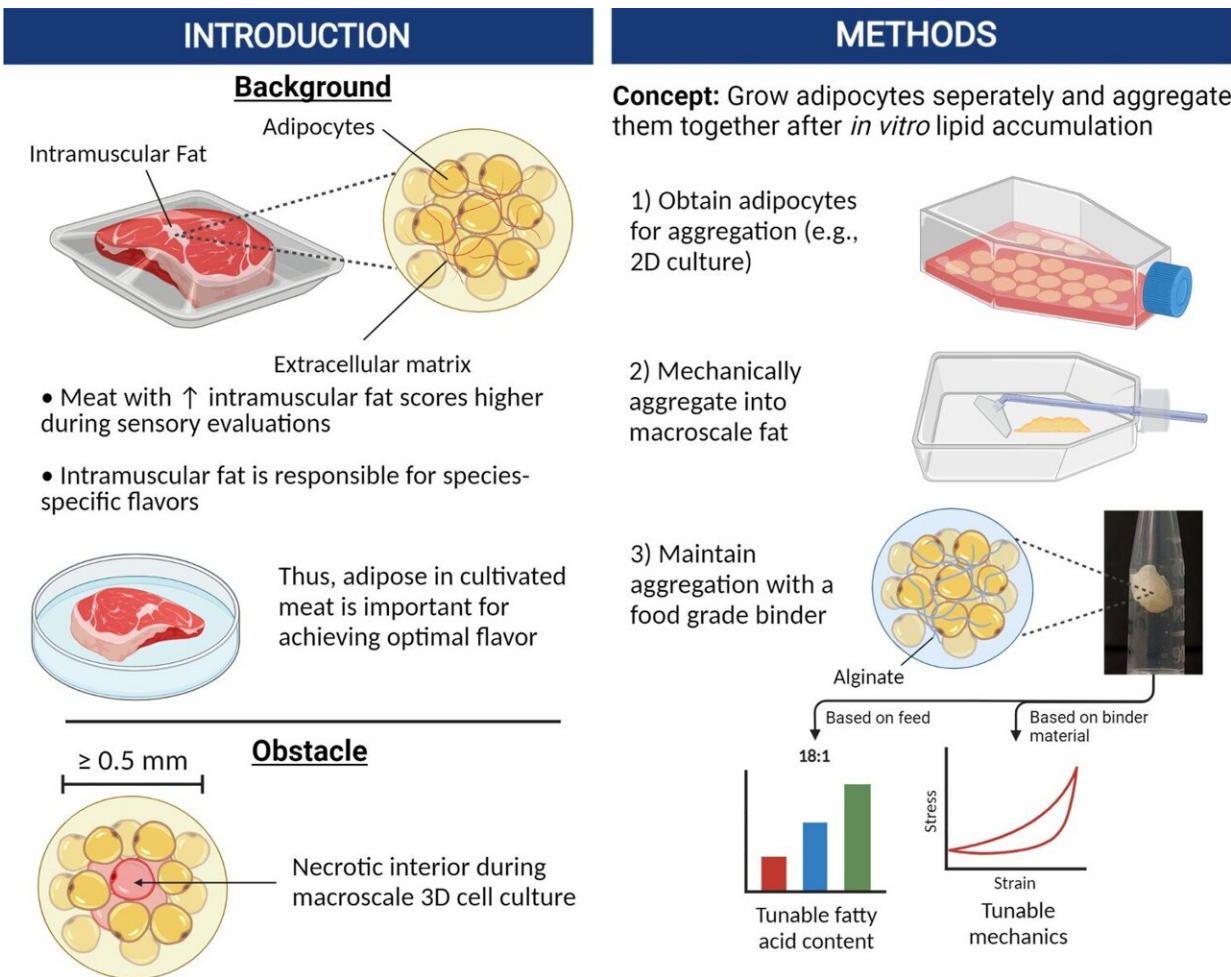 INTRODUCTION
Background
Adipocytes
Intramuscular Fat
Extracellular matrix
• Meat with ↑ intramuscular fat scores higher
during sensory evaluations
• Intramuscular fat is responsible for species-
specific flavors
Thus, adipose in cultivated
meat is important for
achieving optimal flavor
Obstacle
≥ 0.5 mm
Necrotic interior during
macroscale 3D cell culture
METHODS
Concept: Grow adipocytes seperately and aggregate
them together after in vitro lipid accumulation
1) Obtain adipocytes
for aggregation (e.g.,
2D culture)
2) Mechanically
aggregate into
macroscale fat
3) Maintain
aggregation with a
food grade binder
Alginate
Based on feed
Based on binder
material
18:1
Stress
Strain
Tunable fatty
acid content
Tunable
mechanics